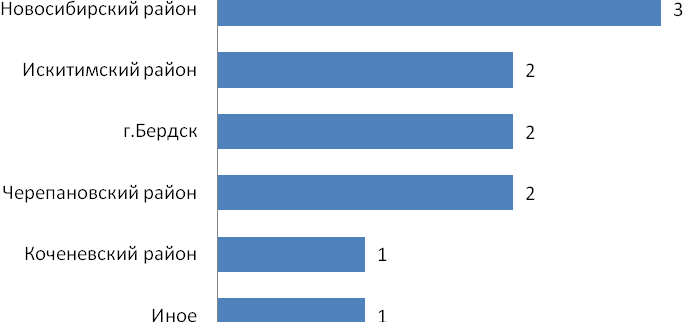 Новосибирский район 3
Искитимский район 2
г.Бердск 2
Черепановский район 2
Коченевский район 1
Иное 1